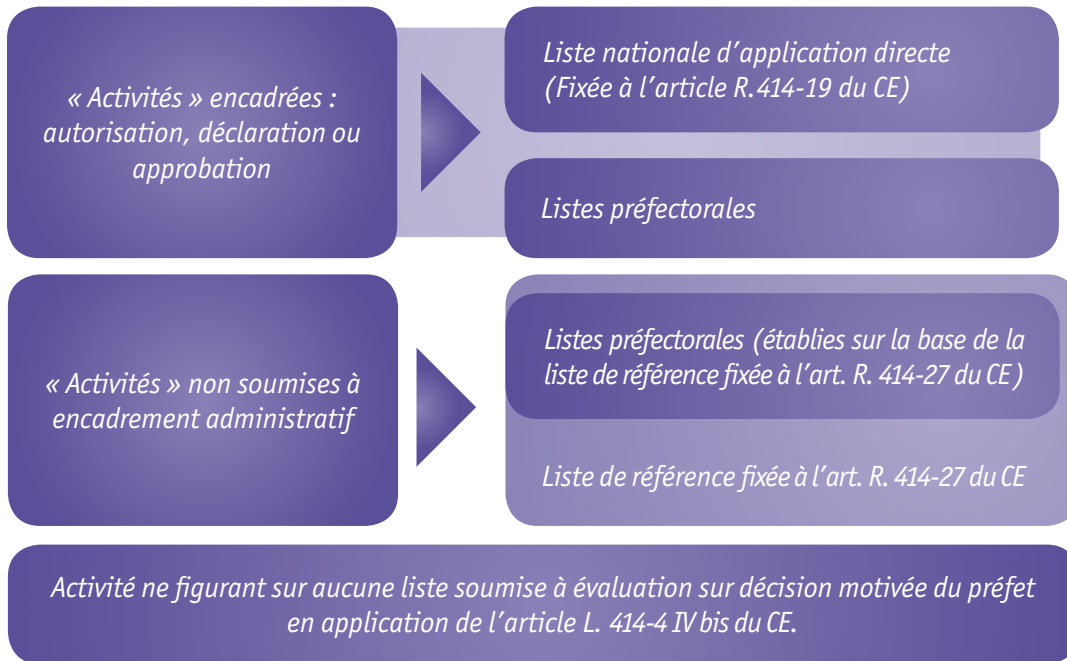 « Activités » encadrées :
autorisation, déclaration ou
approbation
Liste nationale d’application directe
(Fixée à l’article R.414-19 du CE)
Listes préfectorales
« Activités » non soumises à
encadrement administratif
Listes préfectorales (établies sur la base de la
liste de référence fixée à l’art. R. 414-27 du CE)
Liste de référence fixée à l’art. R. 414-27 du CE
Activité ne figurant sur aucune liste soumise à évaluation sur décision motivée du préfet
en application de l’article L. 414-4 IV bis du CE.